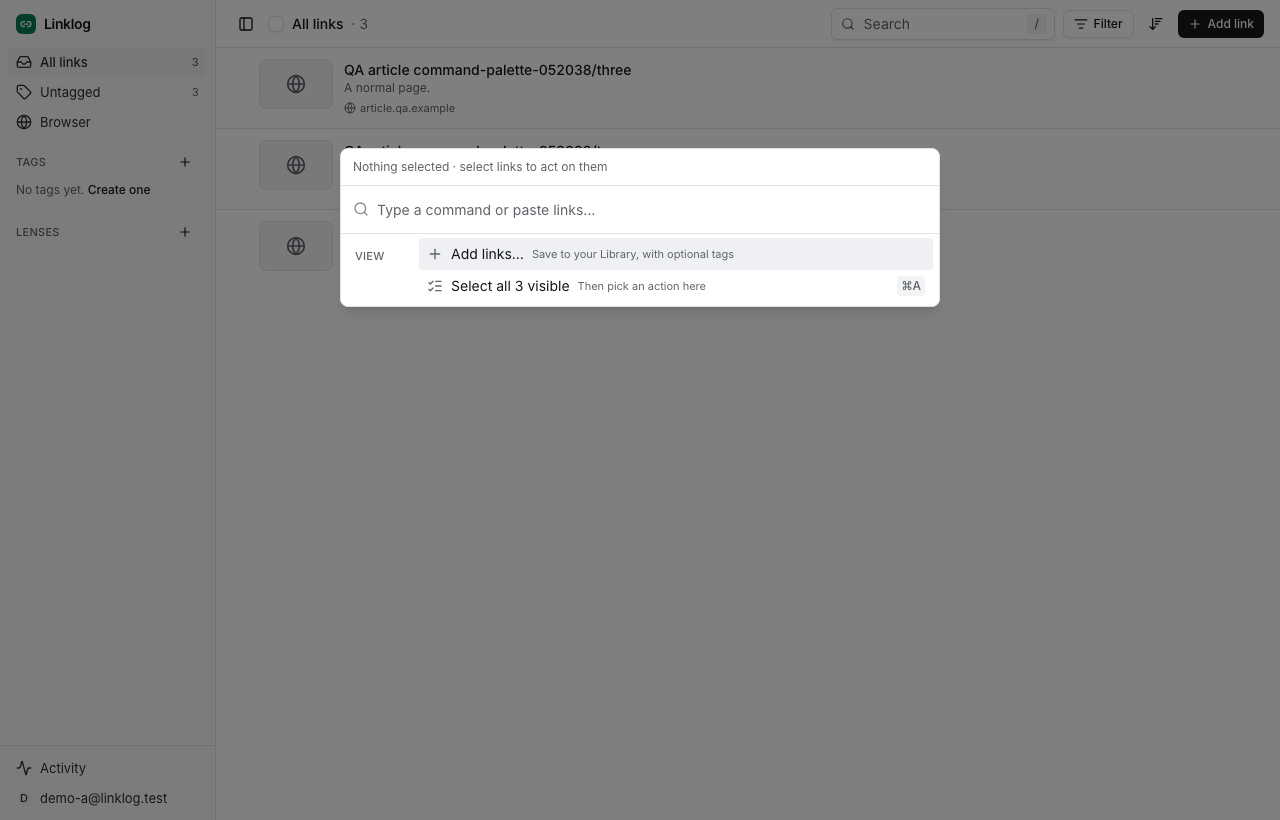 Linklog
All links 3
Untagged 3
Browser
TAGS
No tags yet. Create one
LENSES
Activity
D demo-a@linklog.test
All links · 3
Search /
Filter
Add link
QA article command-palette-052038/three
A normal page.
article.qa.example
Nothing selected · select links to act on them
Type a command or paste links...
VIEW
Add links... Save to your Library, with optional tags
Select all 3 visible Then pick an action here ⌘A